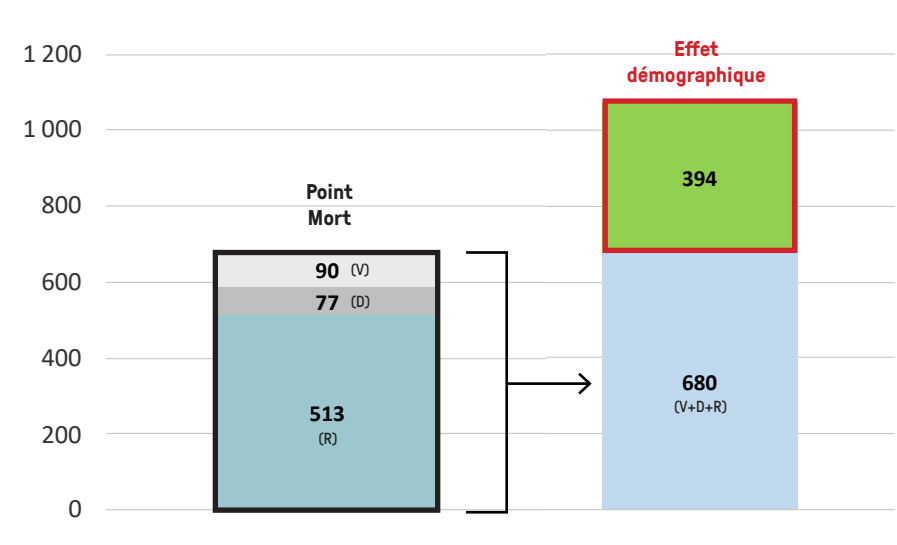 1 200
1 000
800
600
400
200
0
Point
Mort
90 (V)
77 (D)
513
(R)
Effet
démographique
394
680
(V+D+R)